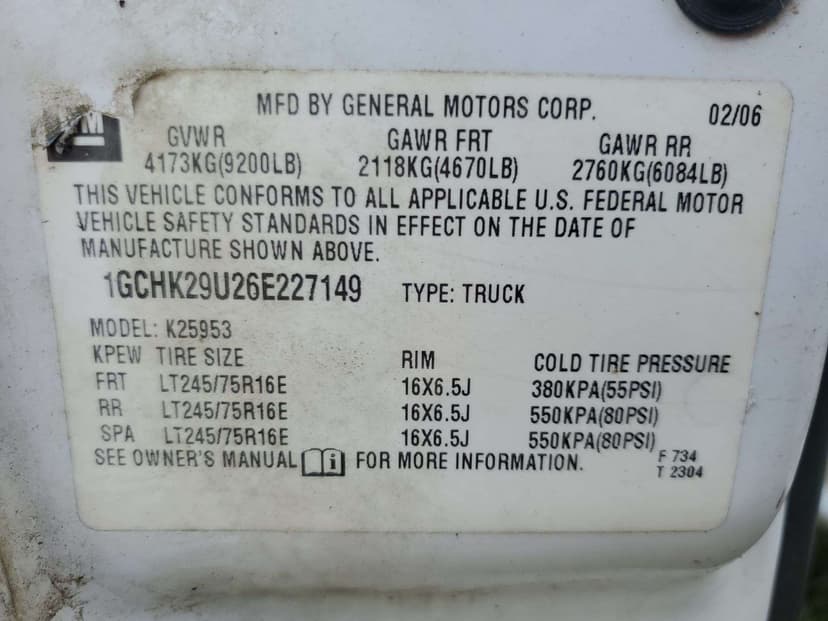 MFD BY GENERAL MOTORS CORP. 02/06
GVWR GAWR FRT GAWR RR
4173KG(9200LB) 2118KG(4670LB) 2760KG(6084LB)
THIS VEHICLE CONFORMS TO ALL APPLICABLE U.S. FEDERAL MOTOR
VEHICLE SAFETY STANDARDS IN EFFECT ON THE DATE OF
MANUFACTURE SHOWN ABOVE.
1GCHK29U26E227149 TYPE: TRUCK
MODEL: K25953
KPEW TIRE SIZE RIM COLD TIRE PRESSURE
FRT LT245/75R16E 16X6.5J 380KPA(55PSI)
RR LT245/75R16E 16X6.5J 550KPA(80PSI)
SPA LT245/75R16E 16X6.5J 550KPA(80PSI)
SEE OWNER'S MANUAL i FOR MORE INFORMATION.
F 734
T 2304